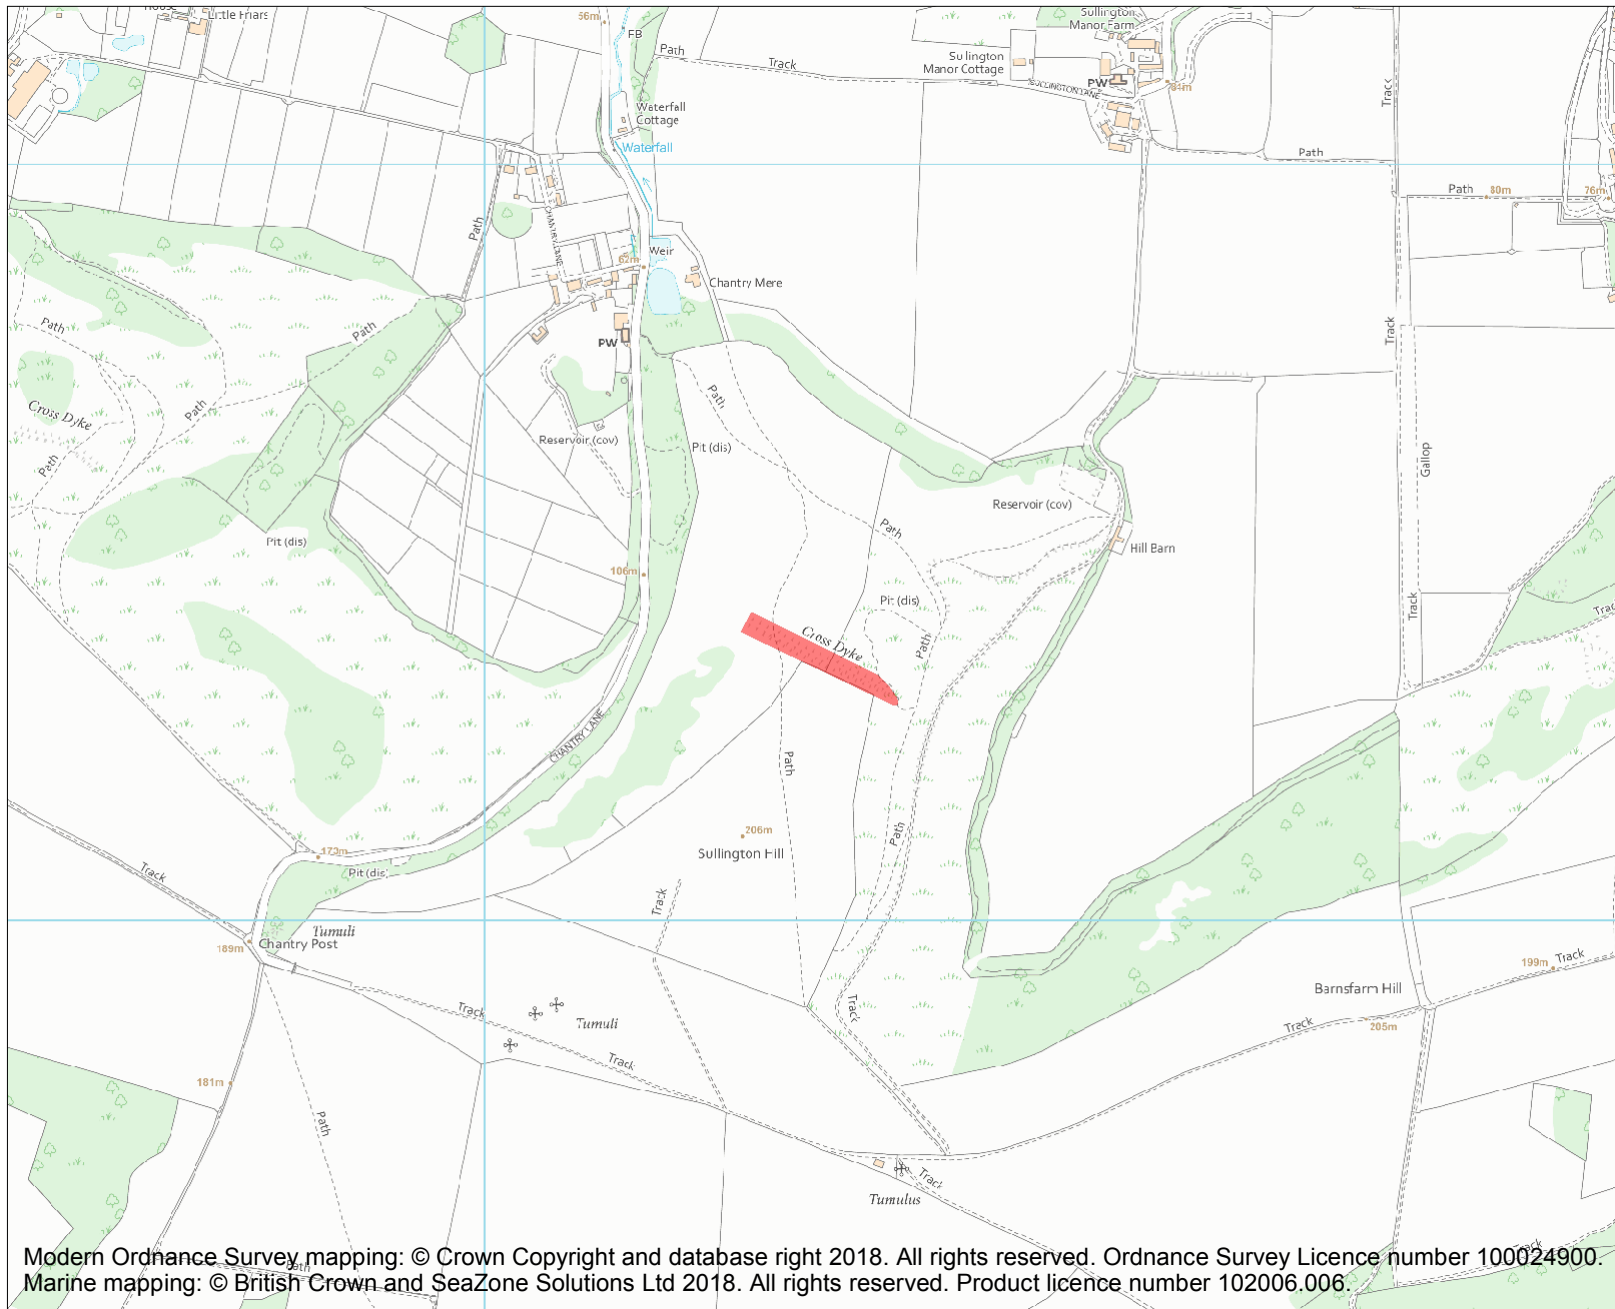 Little Friars
56m
FB
Path
Track
Sullington
Manor Cottage
Sullington
Manor Farm
PW
SULLINGTON LANE
Track
Waterfall
Cottage
Waterfall
Path
Path
80m
76m
Path
CHANTRY LANE
62m
Weir
Chantry Mere
PW
Track
Path
Path
Path
Cross Dyke
Path
Path
Reservoir (cov)
Pit (dis)
Gallop
Reservoir (cov)
Path
Pit (dis)
Hill Barn
106m
Pit (dis)
Track
Cross Dyke
Path
CHANTRY LANE
Path
206m
Sullington Hill
Path
Track
173m
Pit (dis)
Track
Tumuli
Chantry Post
189m
Track
199m
Track
Barnsfarm Hill
205m
Track
Track
Tumuli
Track
181m
Path
Track
Tumulus
Track
Path
Modern Ordnance Survey mapping: © Crown Copyright and database right 2018. All rights reserved. Ordnance Survey Licence number 100024900.
Marine mapping: © British Crown and SeaZone Solutions Ltd 2018. All rights reserved. Product licence number 102006.006.